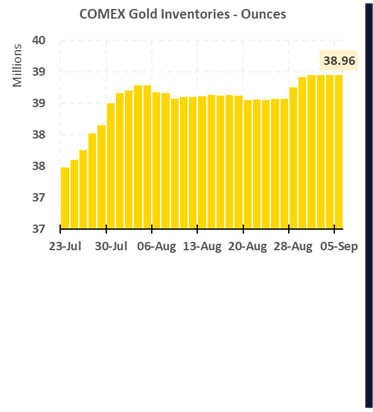 COMEX Gold Inventories - Ounces
Millions
40
39
39
38
38
37
37
38.96
23-Jul 30-Jul 06-Aug 13-Aug 20-Aug 28-Aug 05-Sep